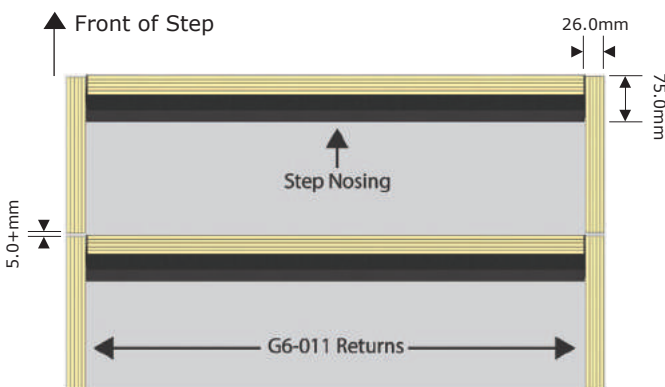 Front of Step
26.0mm
75.0mm
Step Nosing
5.0+mm
G6-011 Returns